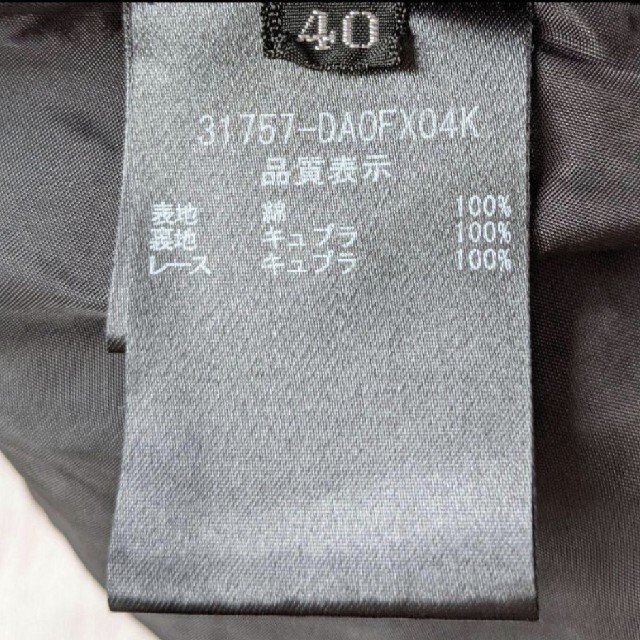 40
31757-DA0FX04K
品質表示
表地 綿 100%
裏地 キュプラ 100%
レース キュプラ 100%